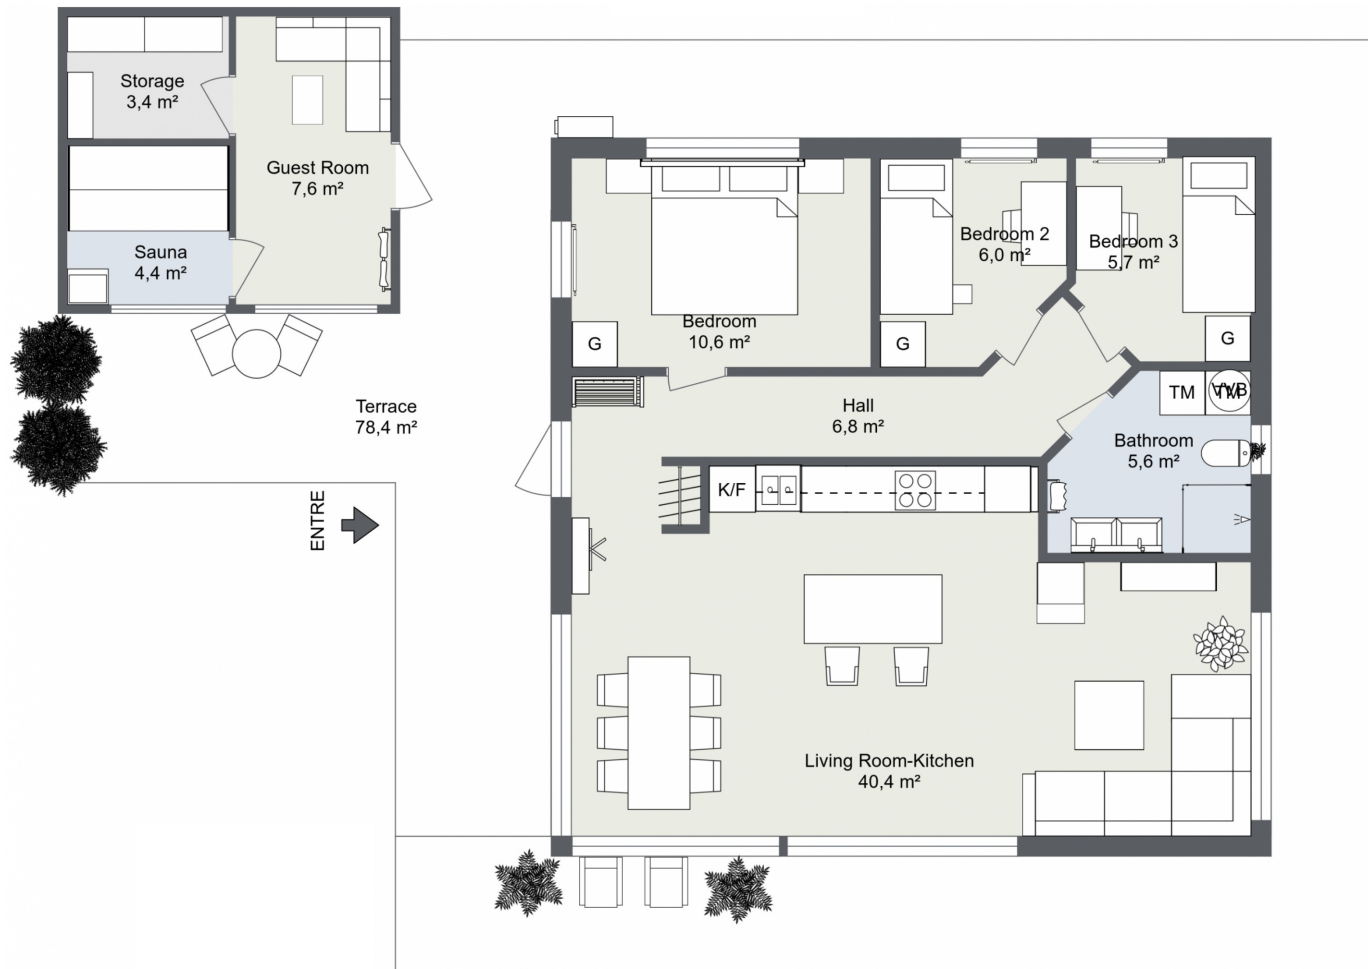 Storage
3,4 m²
Guest Room
7,6 m²
Sauna
4,4 m²
Terrace
78,4 m²
ENTRE
Bedroom
10,6 m²
G
Bedroom 2
6,0 m²
G
Bedroom 3
5,7 m²
G
Hall
6,8 m²
TM
TM
VVB
Bathroom
5,6 m²
K/F
Living Room-Kitchen
40,4 m²